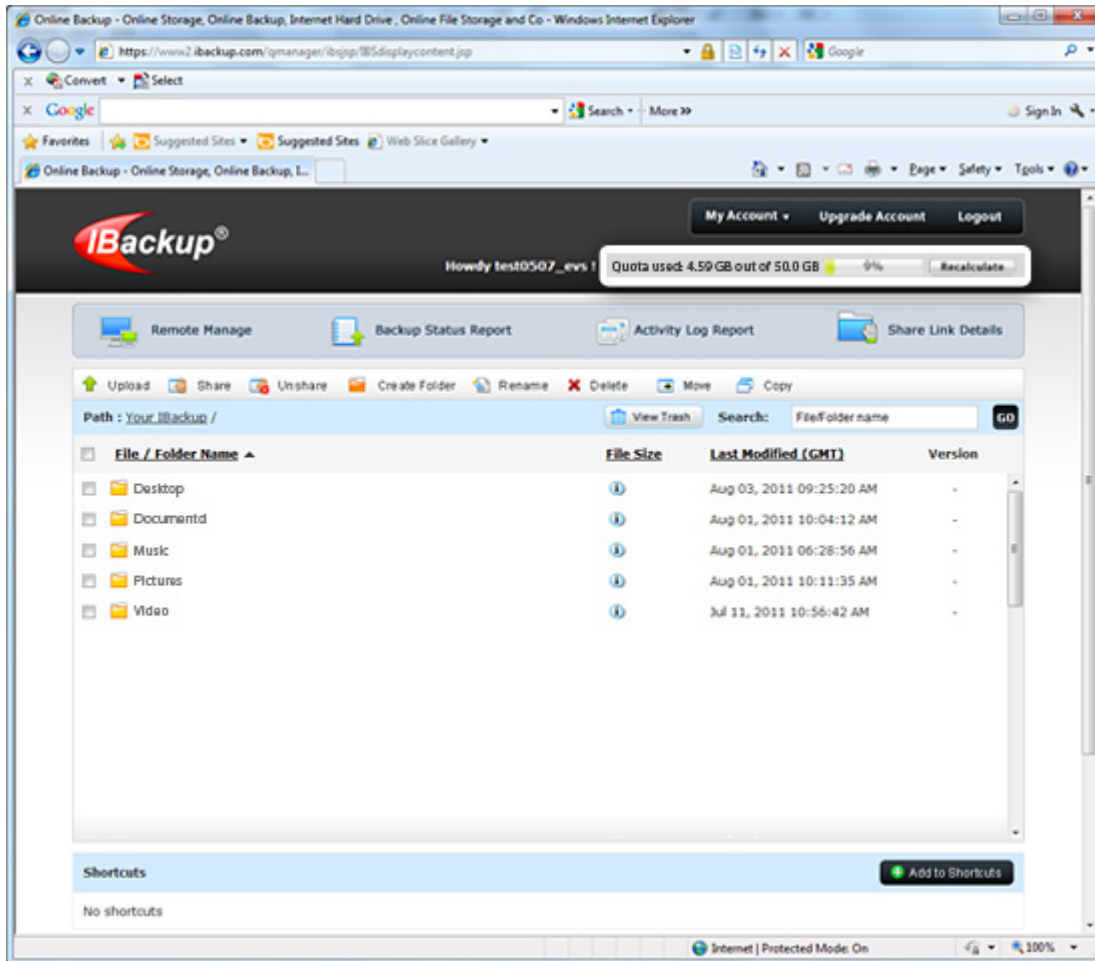 Online Backup - Online Storage, Online Backup, Internet Hard Drive , Online File Storage and Co - Windows Internet Explorer
https://www2.ibackup.com/qmanager/ibsjsp/IBSdisplaycontent.jsp Google
x Convert Select
x Google Search More » Sign In
Favorites Suggested Sites Suggested Sites Web Slice Gallery
Online Backup - Online Storage, Online Backup, I... Page Safety Tools
My Account Upgrade Account Logout
IBackup®
Howdy test0507_evs ! Quota used: 4.59 GB out of 50.0 GB 9% Recalculate
Remote Manage Backup Status Report Activity Log Report Share Link Details
Upload Share Unshare Create Folder Rename Delete Move Copy
Path : Your IBackup / View Trash Search: File/Folder name GO
File / Folder Name File Size Last Modified (GMT) Version
Desktop Aug 03, 2011 09:25:20 AM -
Documentd Aug 01, 2011 10:04:12 AM -
Music Aug 01, 2011 06:28:56 AM -
Pictures Aug 01, 2011 10:11:35 AM -
Video Jul 11, 2011 10:56:42 AM -
Shortcuts Add to Shortcuts
No shortcuts
Internet | Protected Mode: On 100%